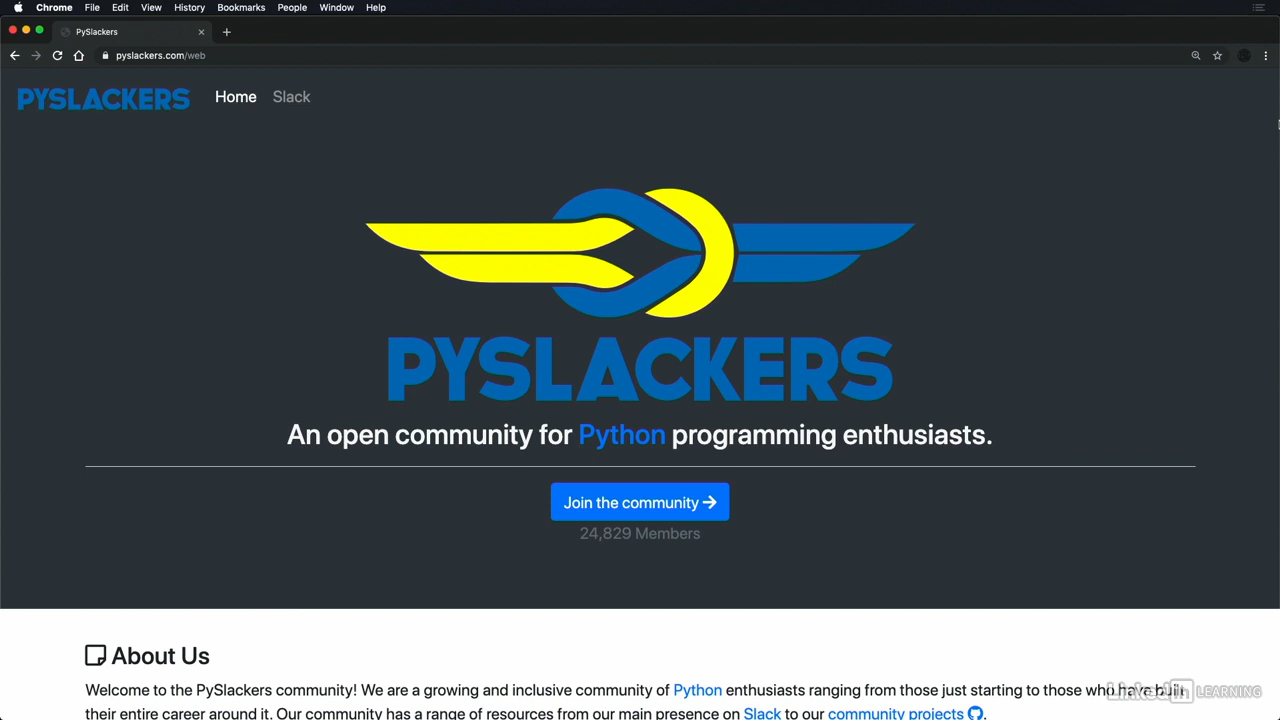 Chrome File Edit View History Bookmarks People Window Help
PySlackers
pyslackers.com/web
PYSLACKERS Home Slack
PYSLACKERS
An open community for Python programming enthusiasts.
Join the community
24,829 Members
About Us
Welcome to the PySlackers community! We are a growing and inclusive community of Python enthusiasts ranging from those just starting to those who have built
their entire career around it. Our community has a range of resources from our main presence on Slack to our community projects.
LinkedIn LEARNING